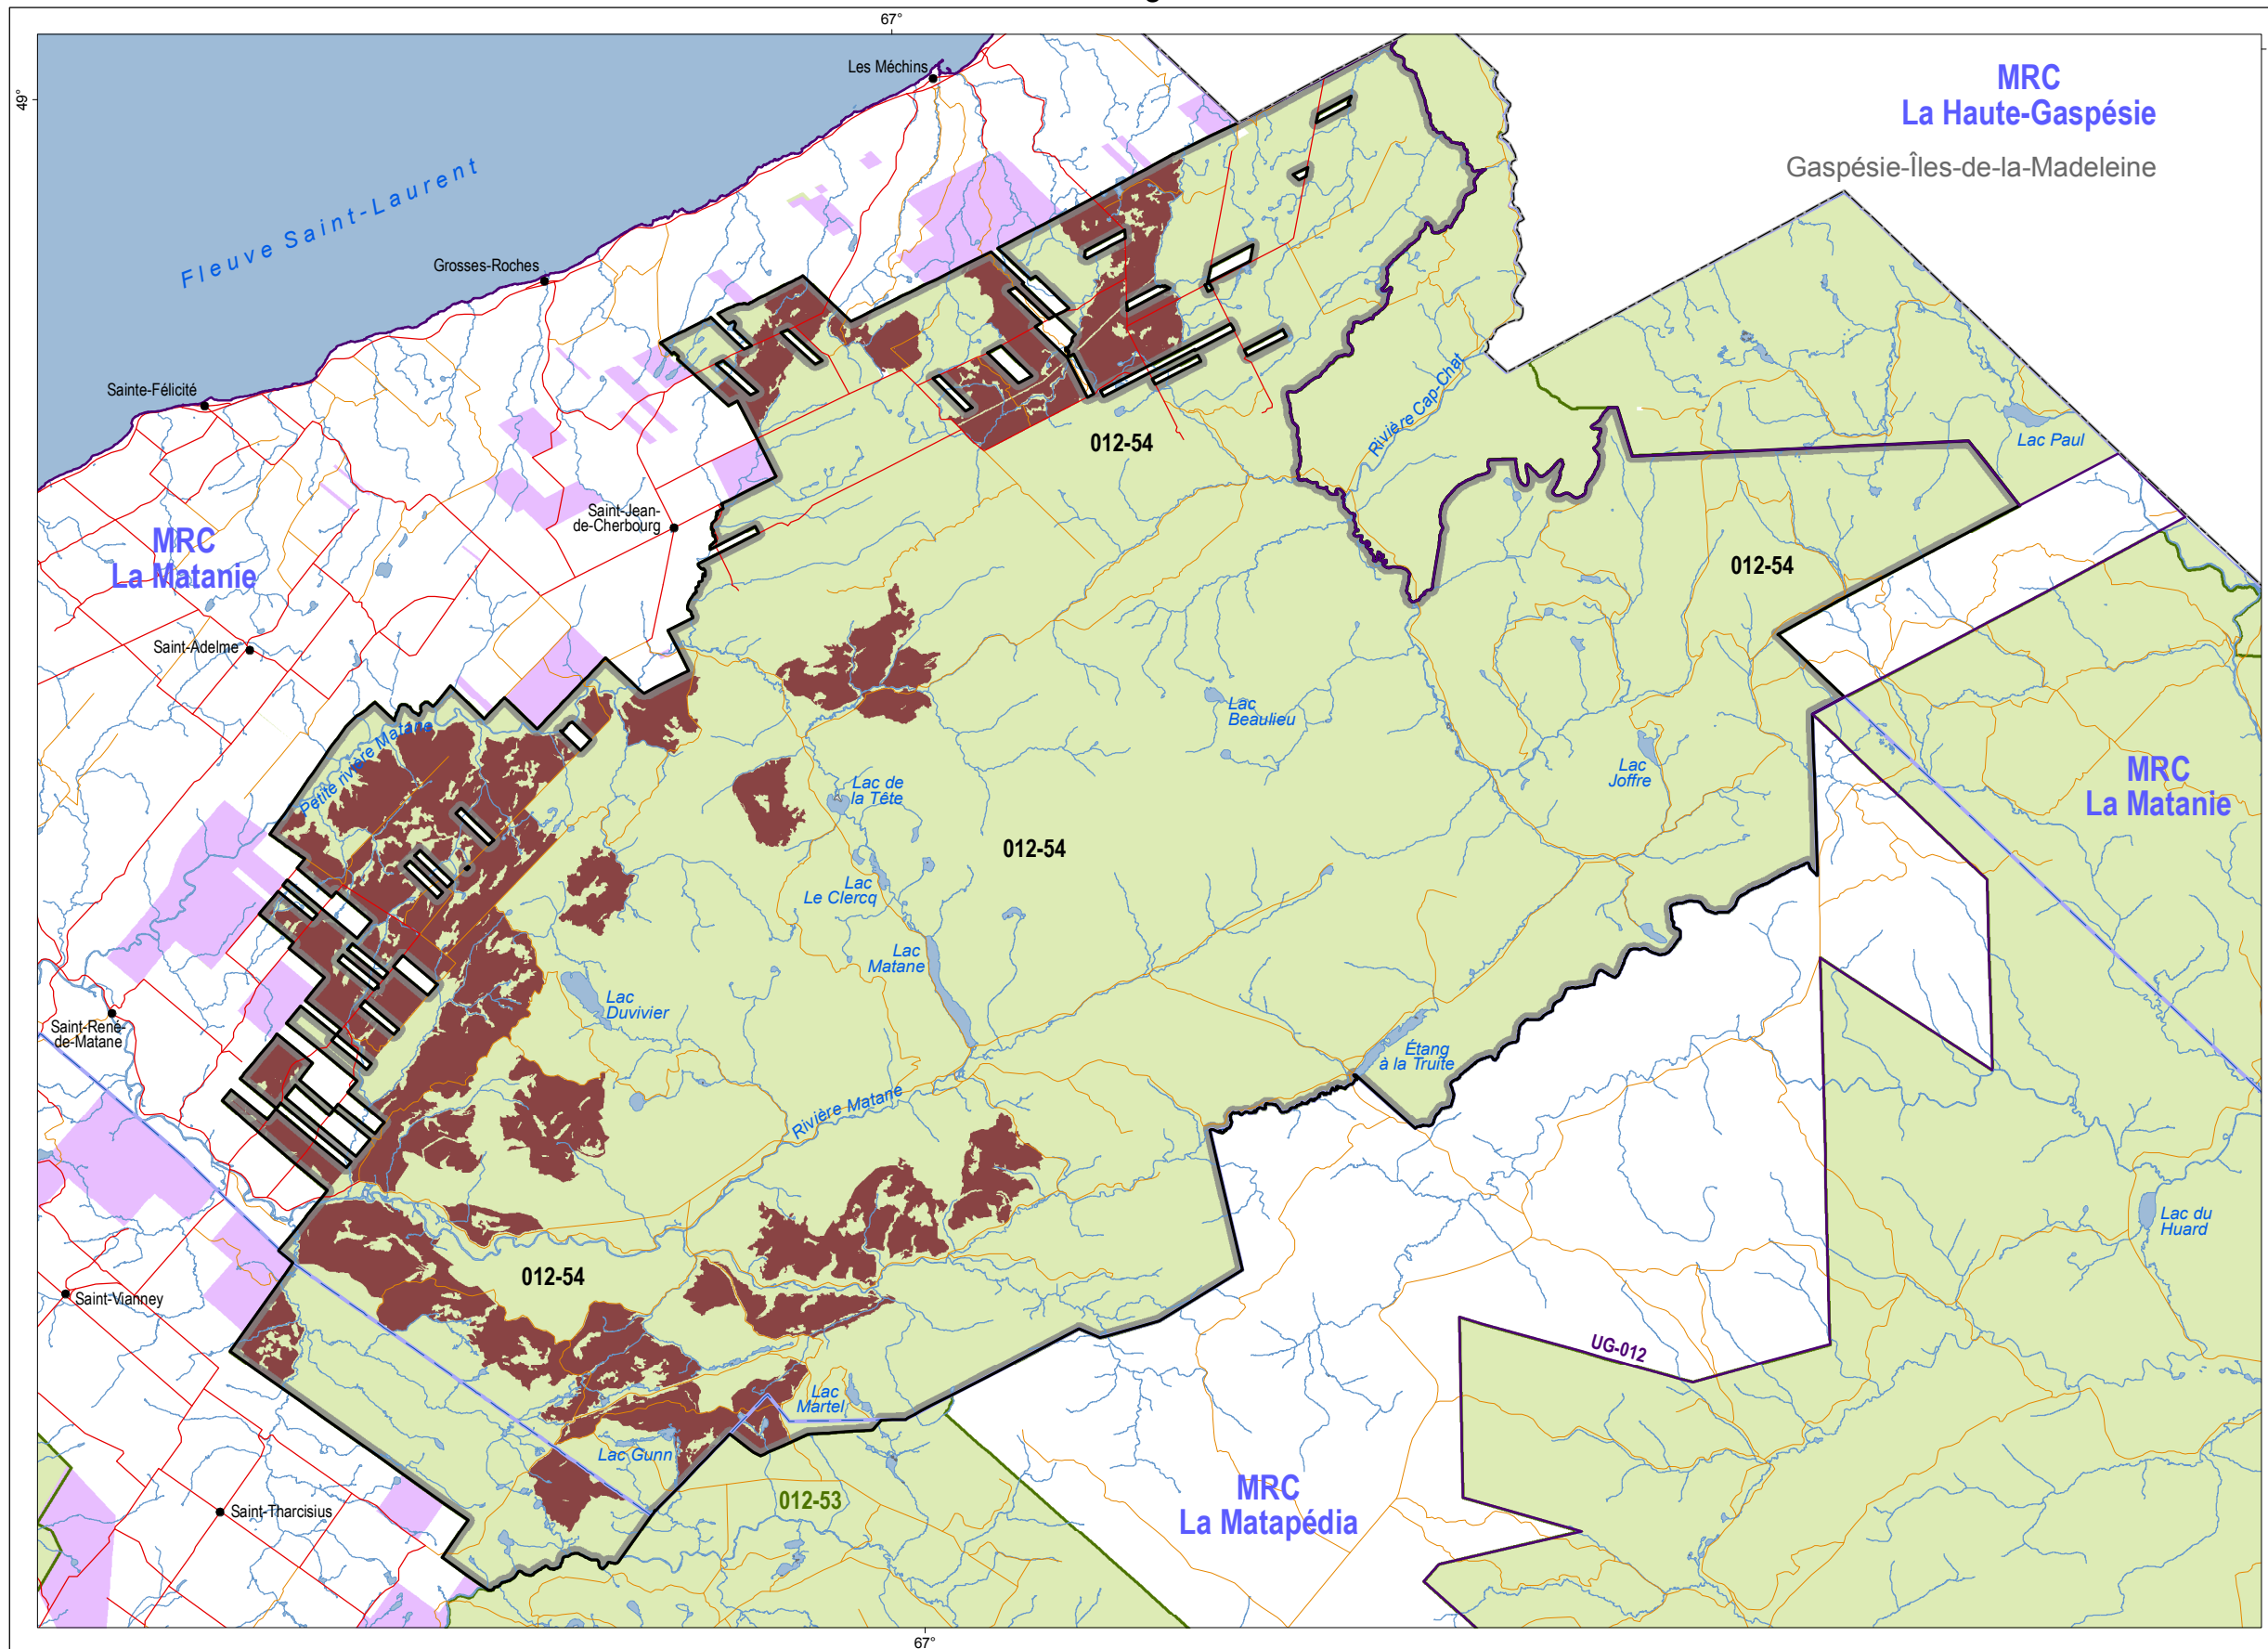 67°
49°
Les Méchins
MRC
La Haute-Gaspésie
Gaspésie-Îles-de-la-Madeleine
Fleuve Saint-Laurent
Grosses-Roches
Sainte-Félicité
Rivière Cap-Chat
Lac Paul
012-54
Saint-Jean-
de-Cherbourg
MRC
La Matanie
012-54
Saint-Adelme
Petite rivière Matane
Lac
Beaulieu
Lac
Joffre
MRC
La Matanie
Lac de
la Tête
012-54
Lac
Le Clercq
Lac
Matane
Lac
Duvivier
Saint-René-
de-Matane
Étang
à la Truite
Rivière Matane
Lac du
Huard
012-54
Saint-Vianney
UG-012
Lac
Martel
Lac Gunn
012-53
MRC
La Matapédia
Saint-Tharcisius
67°